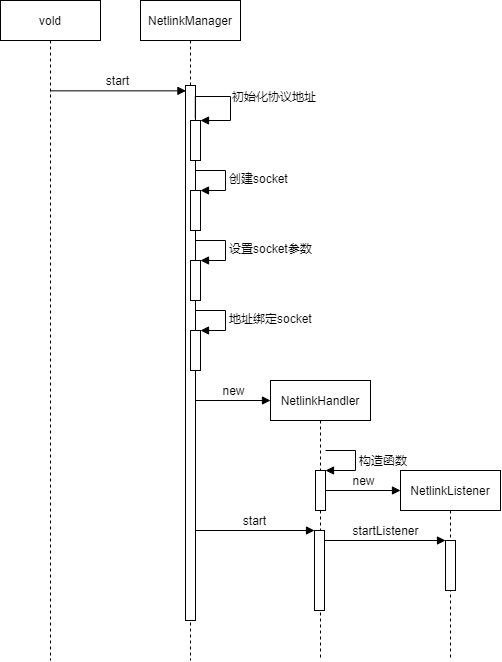 vold
NetlinkManager
start
初始化协议地址
创建socket
设置socket参数
地址绑定socket
new
NetlinkHandler
构造函数
new
NetlinkListener
start
startListener